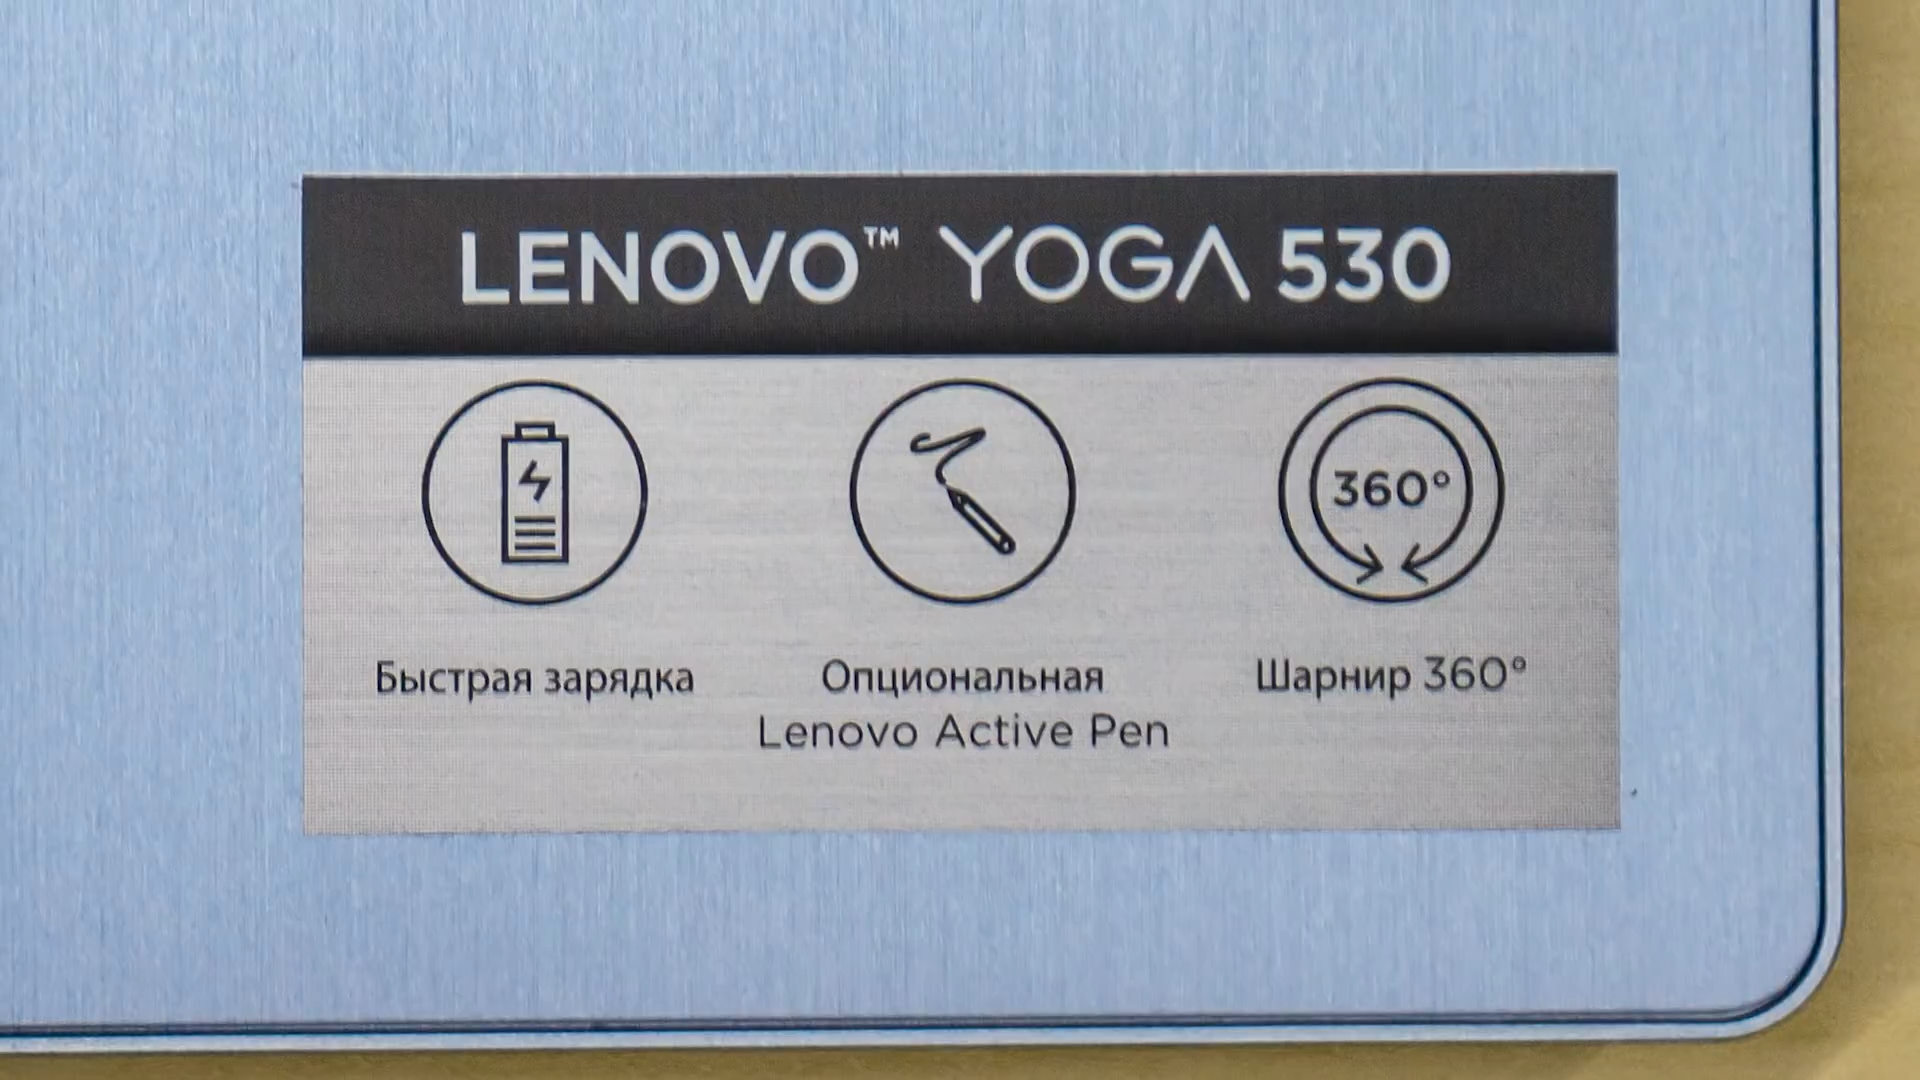 LENOVO™ YOGA 530
360°
Быстрая зарядка
Опциональная
Lenovo Active Pen
Шарнир 360°